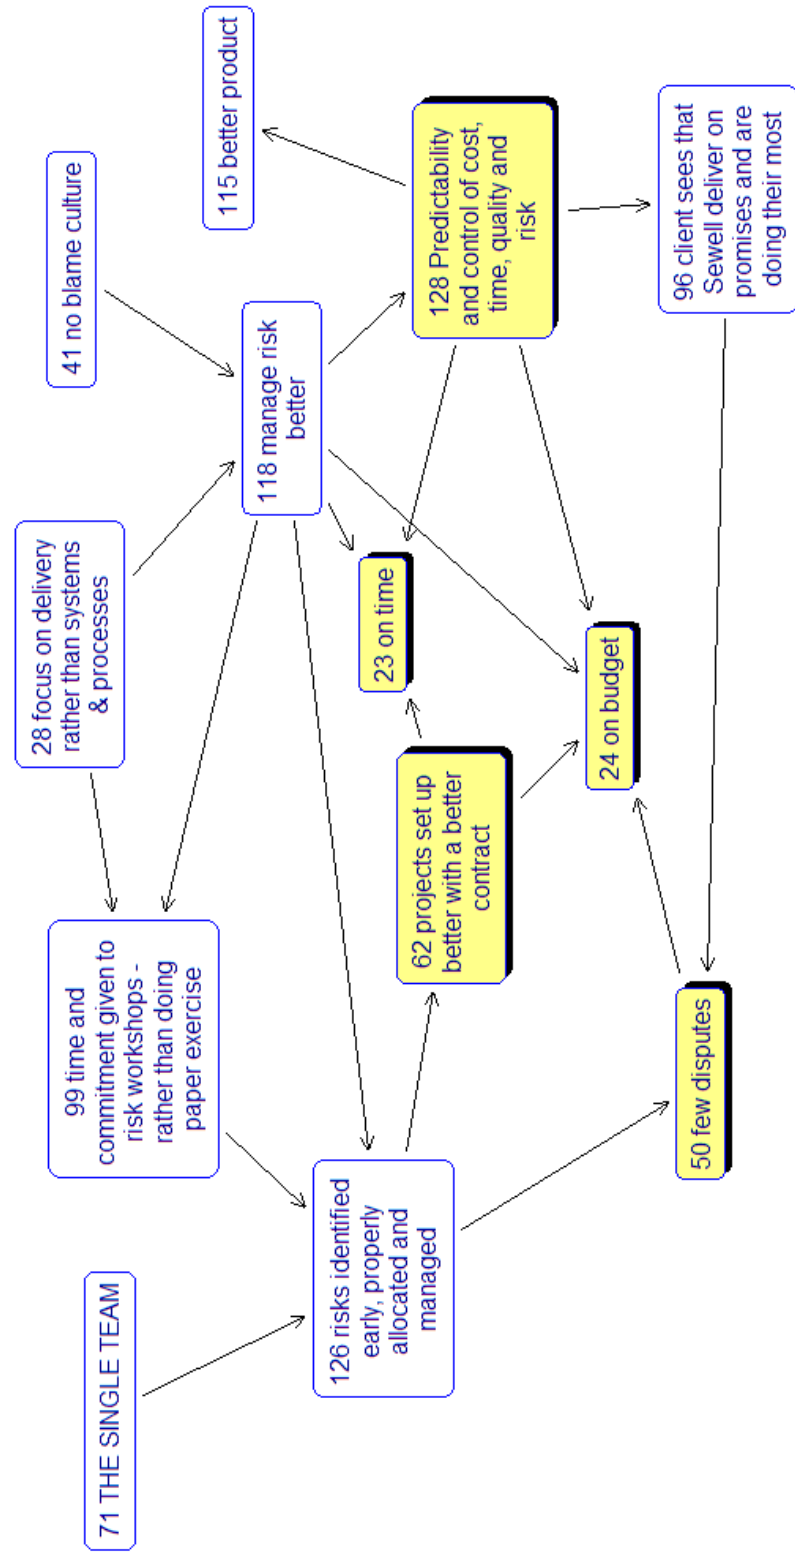 71 THE SINGLE TEAM
99 time and
commitment given to
risk workshops -
rather than doing
paper exercise
28 focus on delivery
rather than systems
& processes
41 no blame culture
115 better product
126 risks identified
early, properly
allocated and
managed
118 manage risk
better
62 projects set up
better with a better
contract
23 on time
128 Predictability
and control of cost,
time, quality and
risk
50 few disputes
24 on budget
96 client sees that
Sewell deliver on
promises and are
doing their most